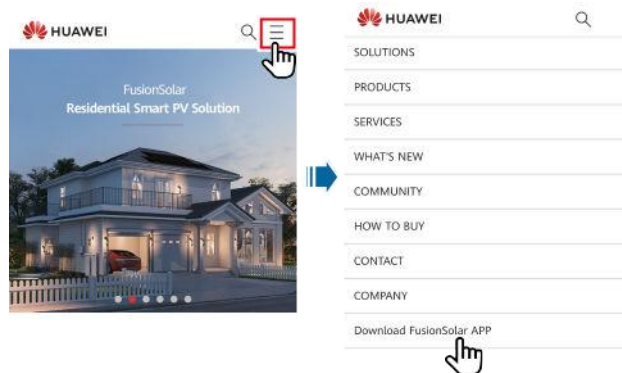 HUAWEI
FusionSolar
Residential Smart PV Solution
HUAWEI
SOLUTIONS
PRODUCTS
SERVICES
WHAT'S NEW
COMMUNITY
HOW TO BUY
CONTACT
COMPANY
Download FusionSolar APP